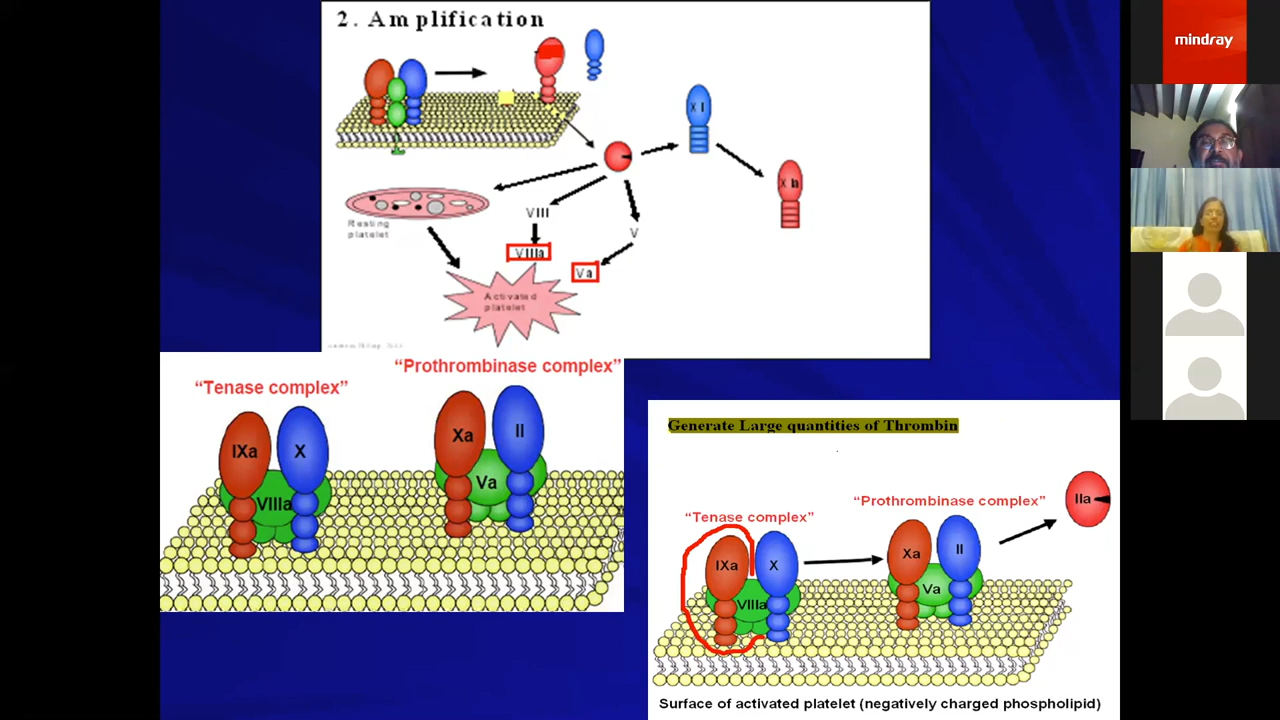 2. Amplification
XI
XIa
Resting
platelet
VIII
VIIIa
V
Va
Activated
platelet
"Tenase complex"
"Prothrombinase complex"
IXa
X
VIIIa
Xa
II
Va
Generate Large quantities of Thrombin
"Tenase complex"
"Prothrombinase complex"
IXa
X
VIIIa
Xa
II
Va
IIa
Surface of activated platelet (negatively charged phospholipid)
mindray